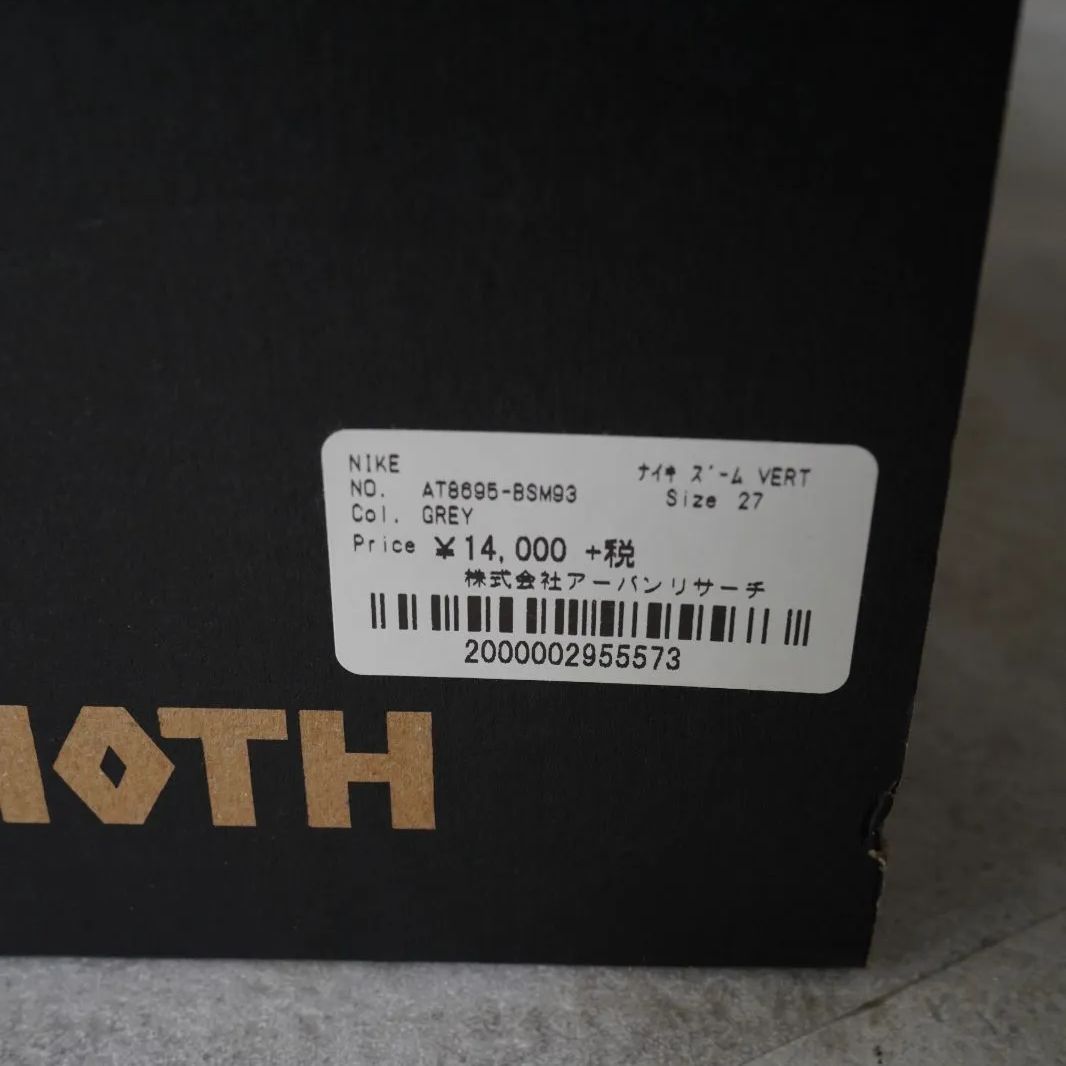 NIKE ナイキ ズーム VERT
NO. AT8695-BSM93 Size 27
Col. GREY
Price ¥14,000 +税
株式会社アーバンリサーチ
2000002955573
OTH